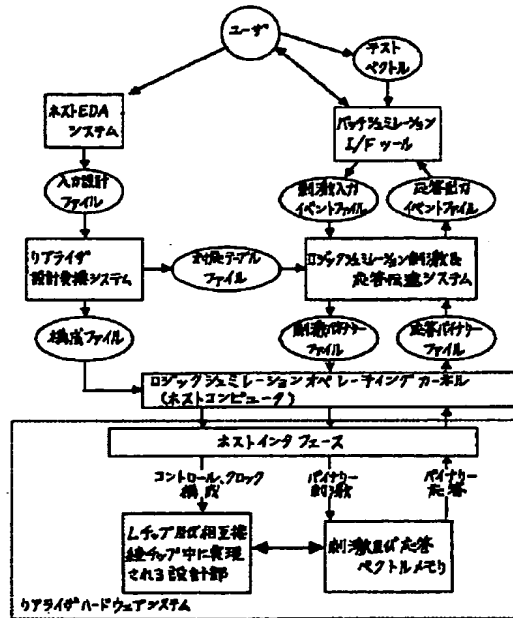 ユーザ
テスト
ベクトル
ホストEDA
システム
バッチシュミレーション
I/Fツール
入力設計
ファイル
刺激入力
イベントファイル
応答出力
イベントファイル
リアライザ
設計変換システム
対応テーブル
ファイル
ロジックシュミレーション刺激&
応答伝達システム
構成ファイル
刺激バイナリー
ファイル
応答バイナリー
ファイル
ロジックシュミレーションオペレーティングカーネル
(ホストコンピュータ)
ホストインタフェース
コントロール、クロック
構成
バイナリー
刺激
バイナリー
応答
Lチップ及び相互接
続チップ中に実現
される設計部
刺激及び応答
ベクトルメモリ
リアライザハードウェアシステム